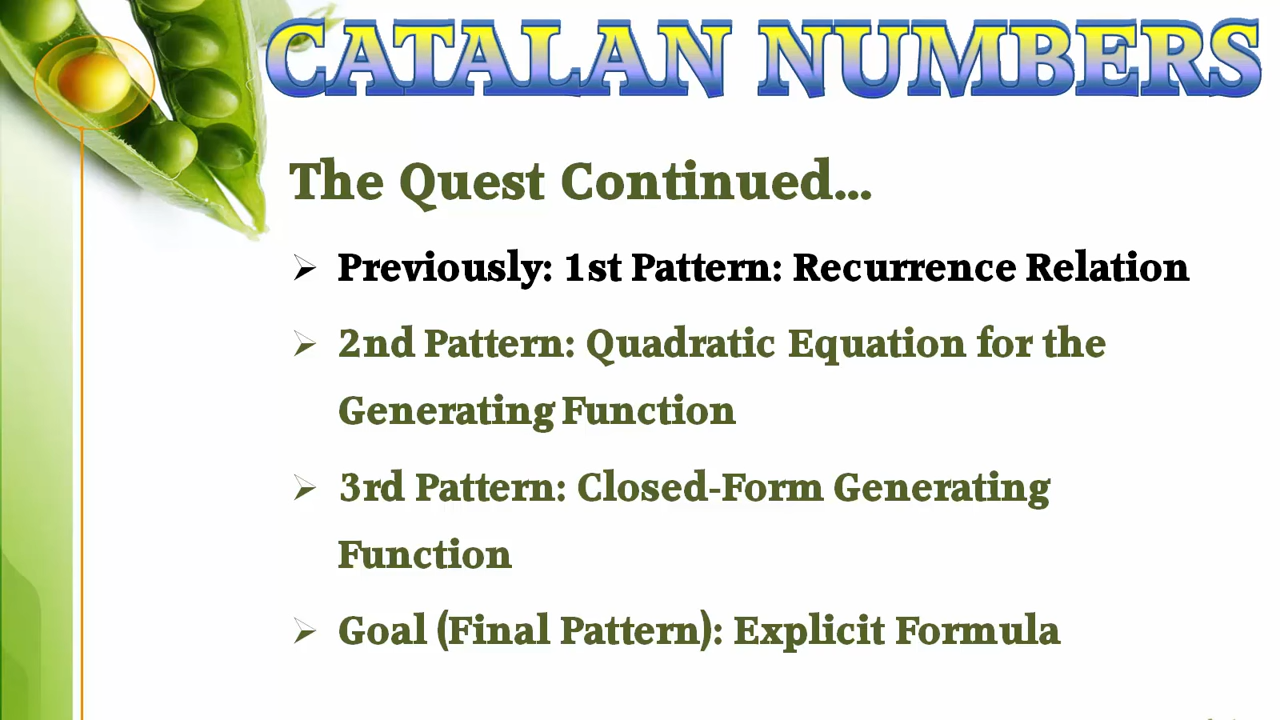 CATALAN NUMBERS
The Quest Continued...
Previously: 1st Pattern: Recurrence Relation
2nd Pattern: Quadratic Equation for the
Generating Function
3rd Pattern: Closed-Form Generating
Function
Goal (Final Pattern): Explicit Formula